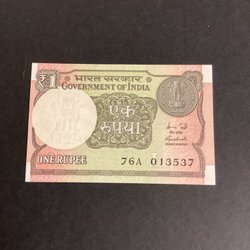 ₹1 भारत सरकार
GOVERNMENT OF INDIA
एक
रुपया
ONE RUPEE
76A 013537